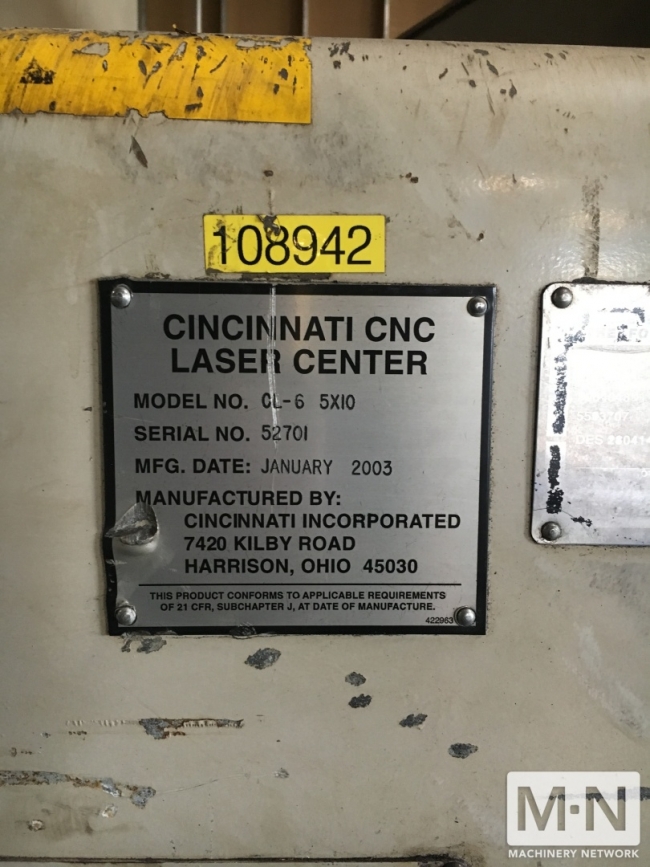 108942
CINCINNATI CNC
LASER CENTER
MODEL NO. CL-6 5X10
SERIAL NO. 52701
MFG. DATE: JANUARY 2003
MANUFACTURED BY:
CINCINNATI INCORPORATED
7420 KILBY ROAD
HARRISON, OHIO 45030
THIS PRODUCT CONFORMS TO APPLICABLE REQUIREMENTS
OF 21 CFR, SUBCHAPTER J, AT DATE OF MANUFACTURE.
422963
M·N
MACHINERY NETWORK